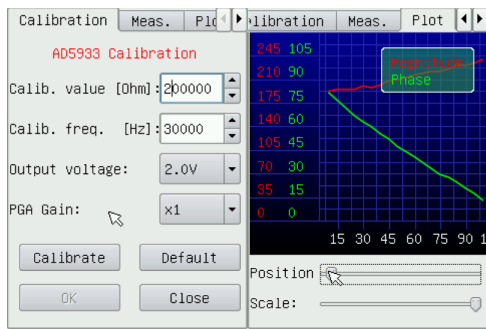 Calibration Meas. Plo
AD5933 Calibration
Calib. value [Ohm]: 200000
Calib. freq. [Hz]: 30000
Output voltage: 2.0V
PGA Gain: x1
Calibrate Default
OK Close
libration Meas. Plot
245 105
210 90
175 75
140 60
105 45
70 30
35 15
0 0
Magnitude
Phase
15 30 45 60 75 90 1
Position
Scale: